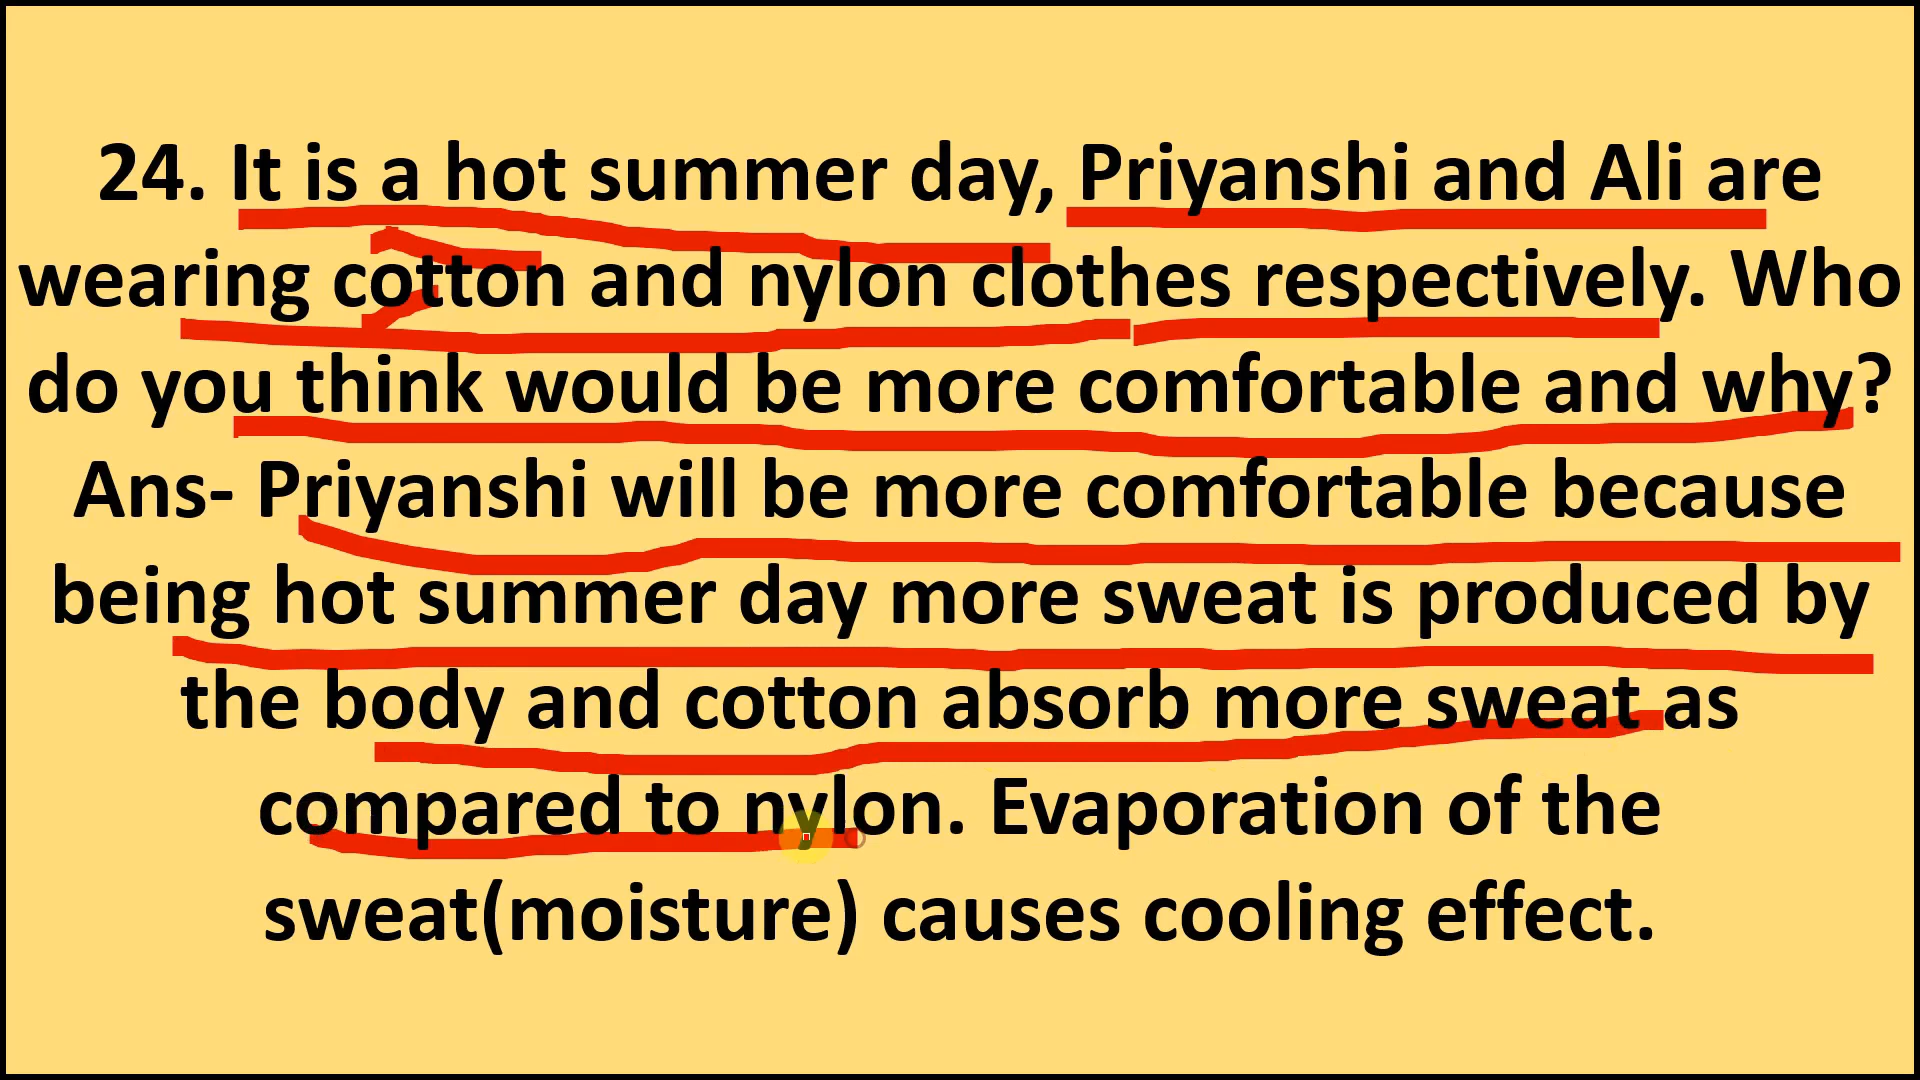 24. It is a hot summer day, Priyanshi and Ali are
wearing cotton and nylon clothes respectively. Who
do you think would be more comfortable and why?
Ans- Priyanshi will be more comfortable because
being hot summer day more sweat is produced by
the body and cotton absorb more sweat as
compared to nylon. Evaporation of the
sweat(moisture) causes cooling effect.